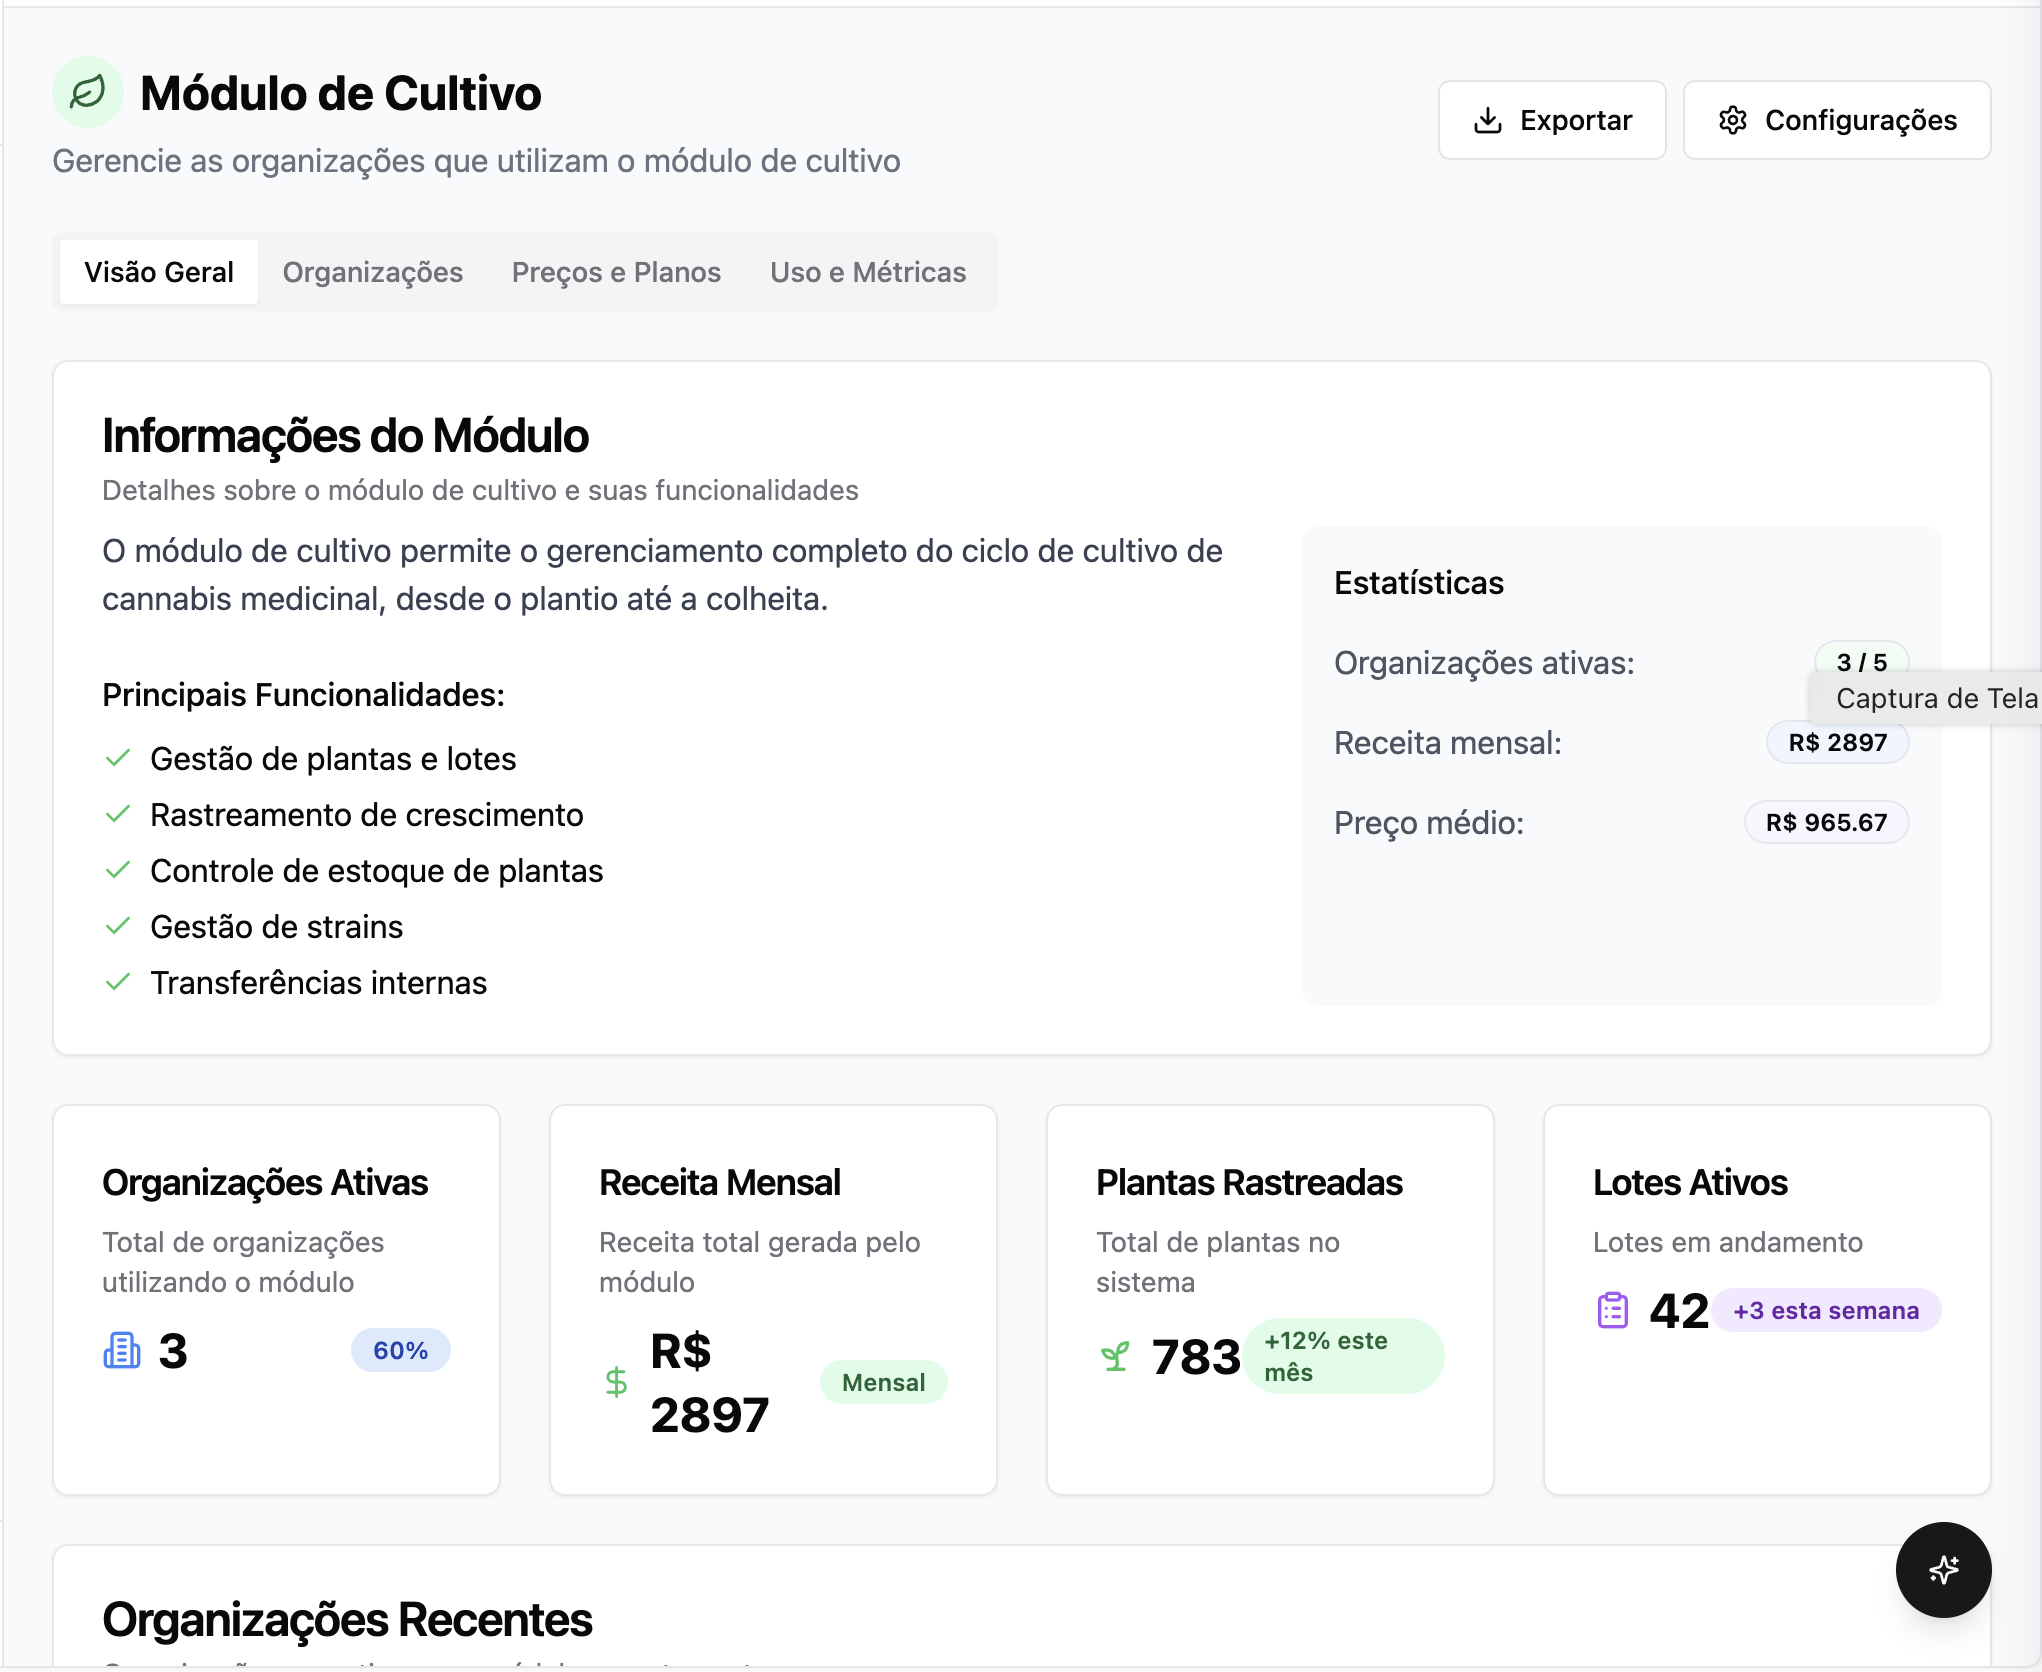 Módulo de Cultivo
Gerencie as organizações que utilizam o módulo de cultivo
Exportar
Configurações
Visão Geral
Organizações
Preços e Planos
Uso e Métricas
Informações do Módulo
Detalhes sobre o módulo de cultivo e suas funcionalidades
O módulo de cultivo permite o gerenciamento completo do ciclo de cultivo de
cannabis medicinal, desde o plantio até a colheita.
Principais Funcionalidades:
Gestão de plantas e lotes
Rastreamento de crescimento
Controle de estoque de plantas
Gestão de strains
Transferências internas
Estatísticas
Organizações ativas:
3 / 5
Captura de Tela
Receita mensal:
R$ 2897
Preço médio:
R$ 965.67
Organizações Ativas
Total de organizações
utilizando o módulo
3
60%
Receita Mensal
Receita total gerada pelo
módulo
R$
2897
Mensal
Plantas Rastreadas
Total de plantas no
sistema
783
+12% este
mês
Lotes Ativos
Lotes em andamento
42
+3 esta semana
Organizações Recentes